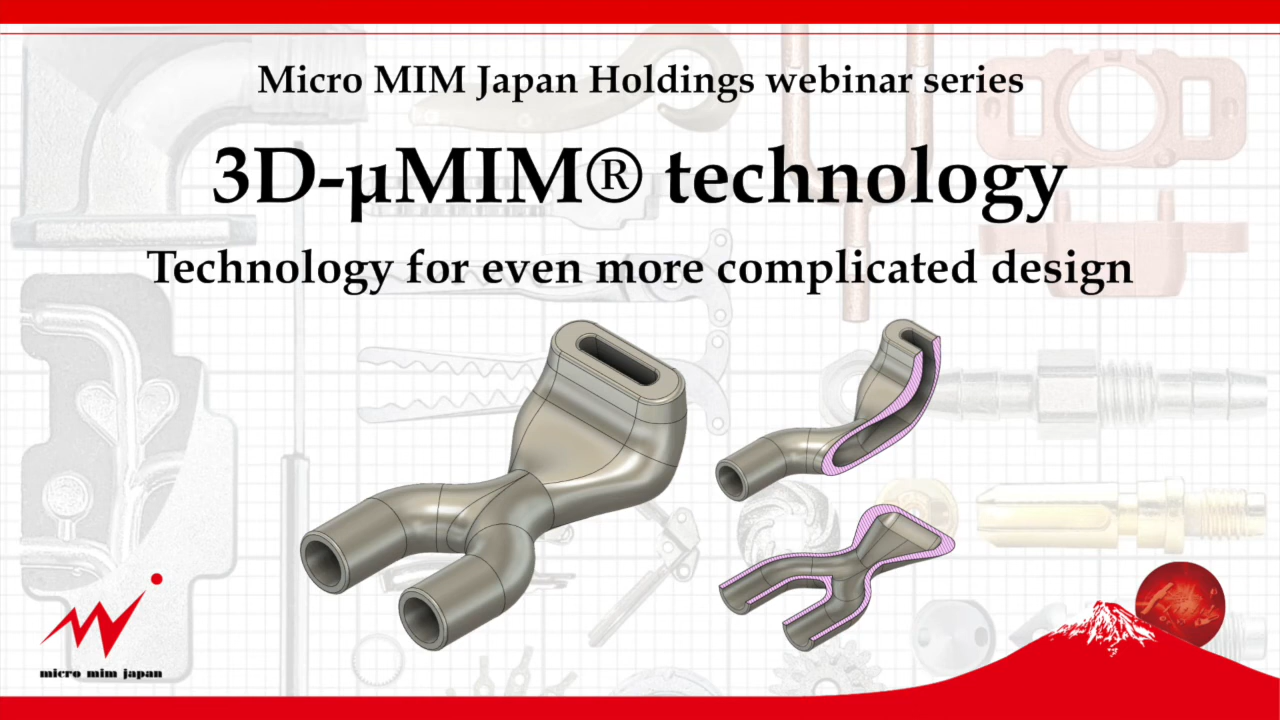 Micro MIM Japan Holdings webinar series
3D-μMIM® technology
Technology for even more complicated design
micro mim japan